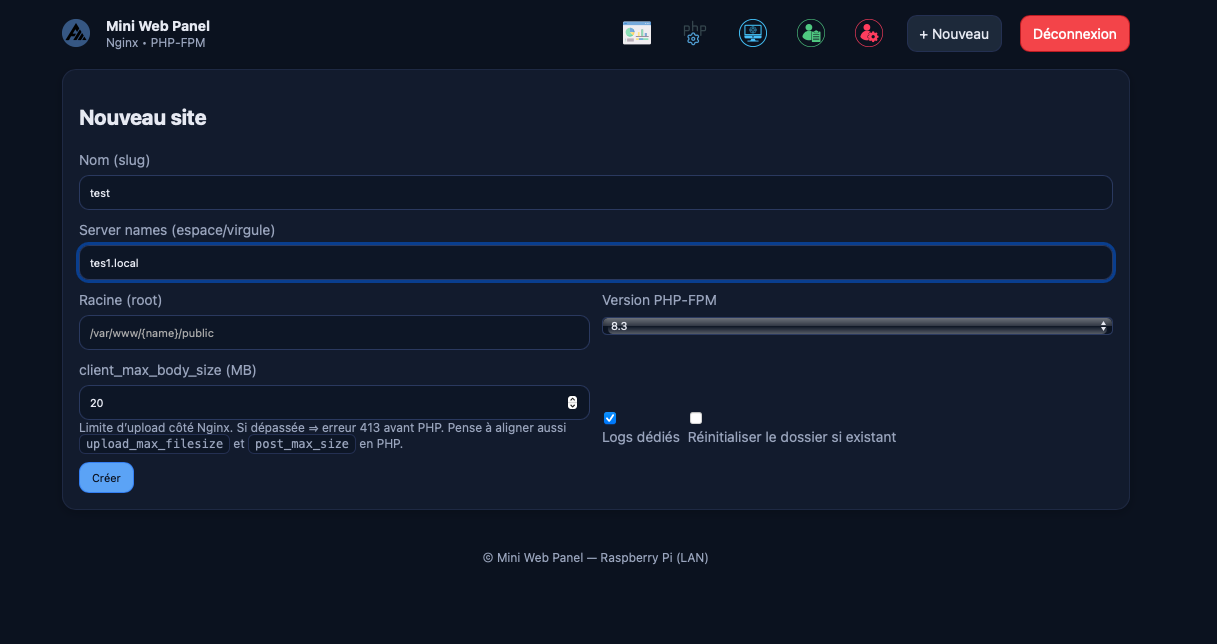 Mini Web Panel
Nginx • PHP-FPM
php
+ Nouveau
Déconnexion
Nouveau site
Nom (slug)
test
Server names (espace/virgule)
tes1.local
Racine (root)
Version PHP-FPM
/var/www/{name}/public
8.3
client_max_body_size (MB)
20
Limite d’upload côté Nginx. Si dépassée ⇒ erreur 413 avant PHP. Pense à aligner aussi
upload_max_filesize et post_max_size en PHP.
Logs dédiés
Réinitialiser le dossier si existant
Créer
© Mini Web Panel — Raspberry Pi (LAN)